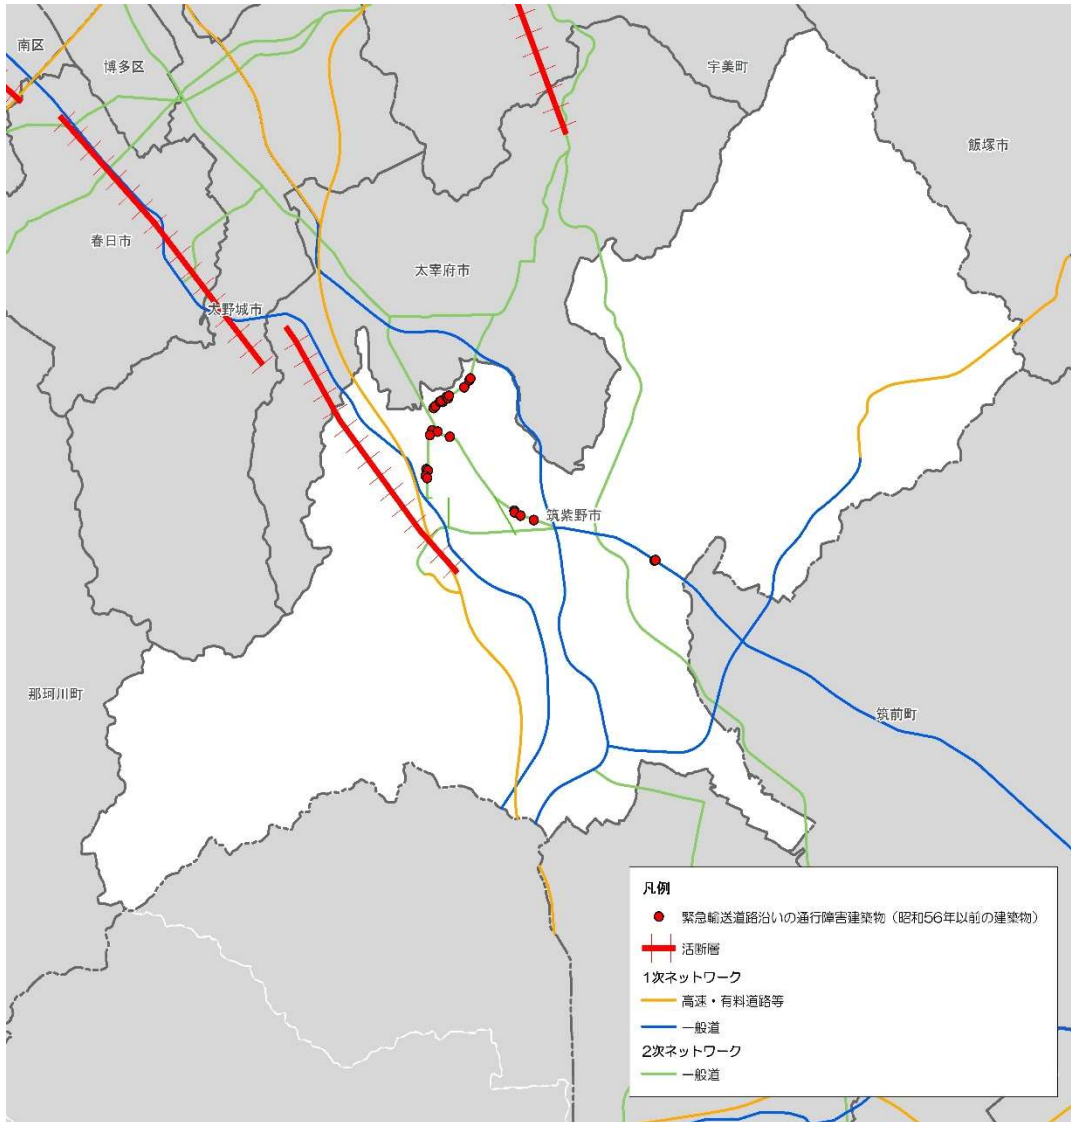 南区
博多区
宇美町
飯塚市
春日市
太宰府市
大野城市
筑紫野市
那珂川町
筑前町
凡例
緊急輸送道路沿いの通行障害建築物(昭和56年以前の建築物)
活断層
1次ネットワーク
高速・有料道路等
一般道
2次ネットワーク
一般道